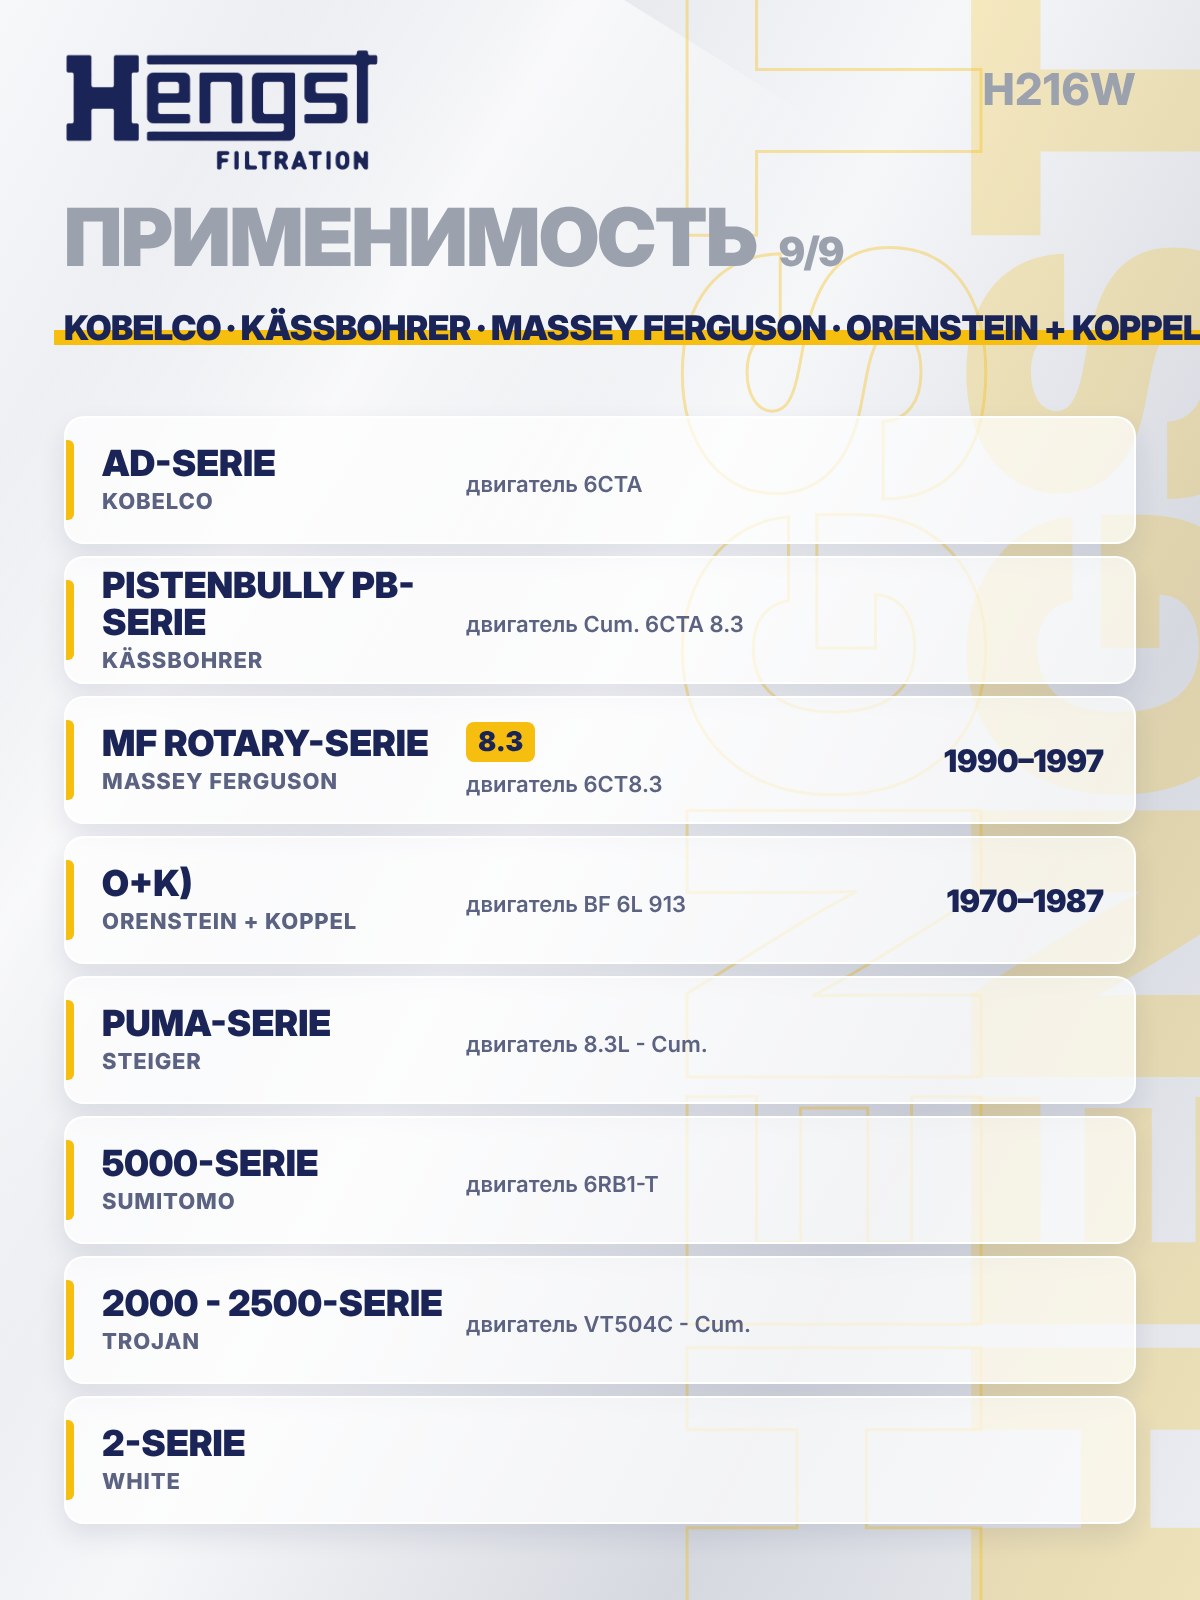 Hengst
FILTRATION
H216W
ПРИМЕНИМОСТЬ 9/9
KOBELCO · KÄSSBOHRER · MASSEY FERGUSON · ORENSTEIN + KOPPEL
AD-SERIE
KOBELCO
двигатель 6CTA
PISTENBULLY PB-
SERIE
KÄSSBOHRER
двигатель Cum. 6CTA 8.3
MF ROTARY-SERIE
MASSEY FERGUSON
8.3
двигатель 6CT8.3
1990–1997
O+K)
ORENSTEIN + KOPPEL
двигатель BF 6L 913
1970–1987
PUMA-SERIE
STEIGER
двигатель 8.3L - Cum.
5000-SERIE
SUMITOMO
двигатель 6RB1-T
2000 - 2500-SERIE
TROJAN
двигатель VT504C - Cum.
2-SERIE
WHITE
HENGST
HENGST